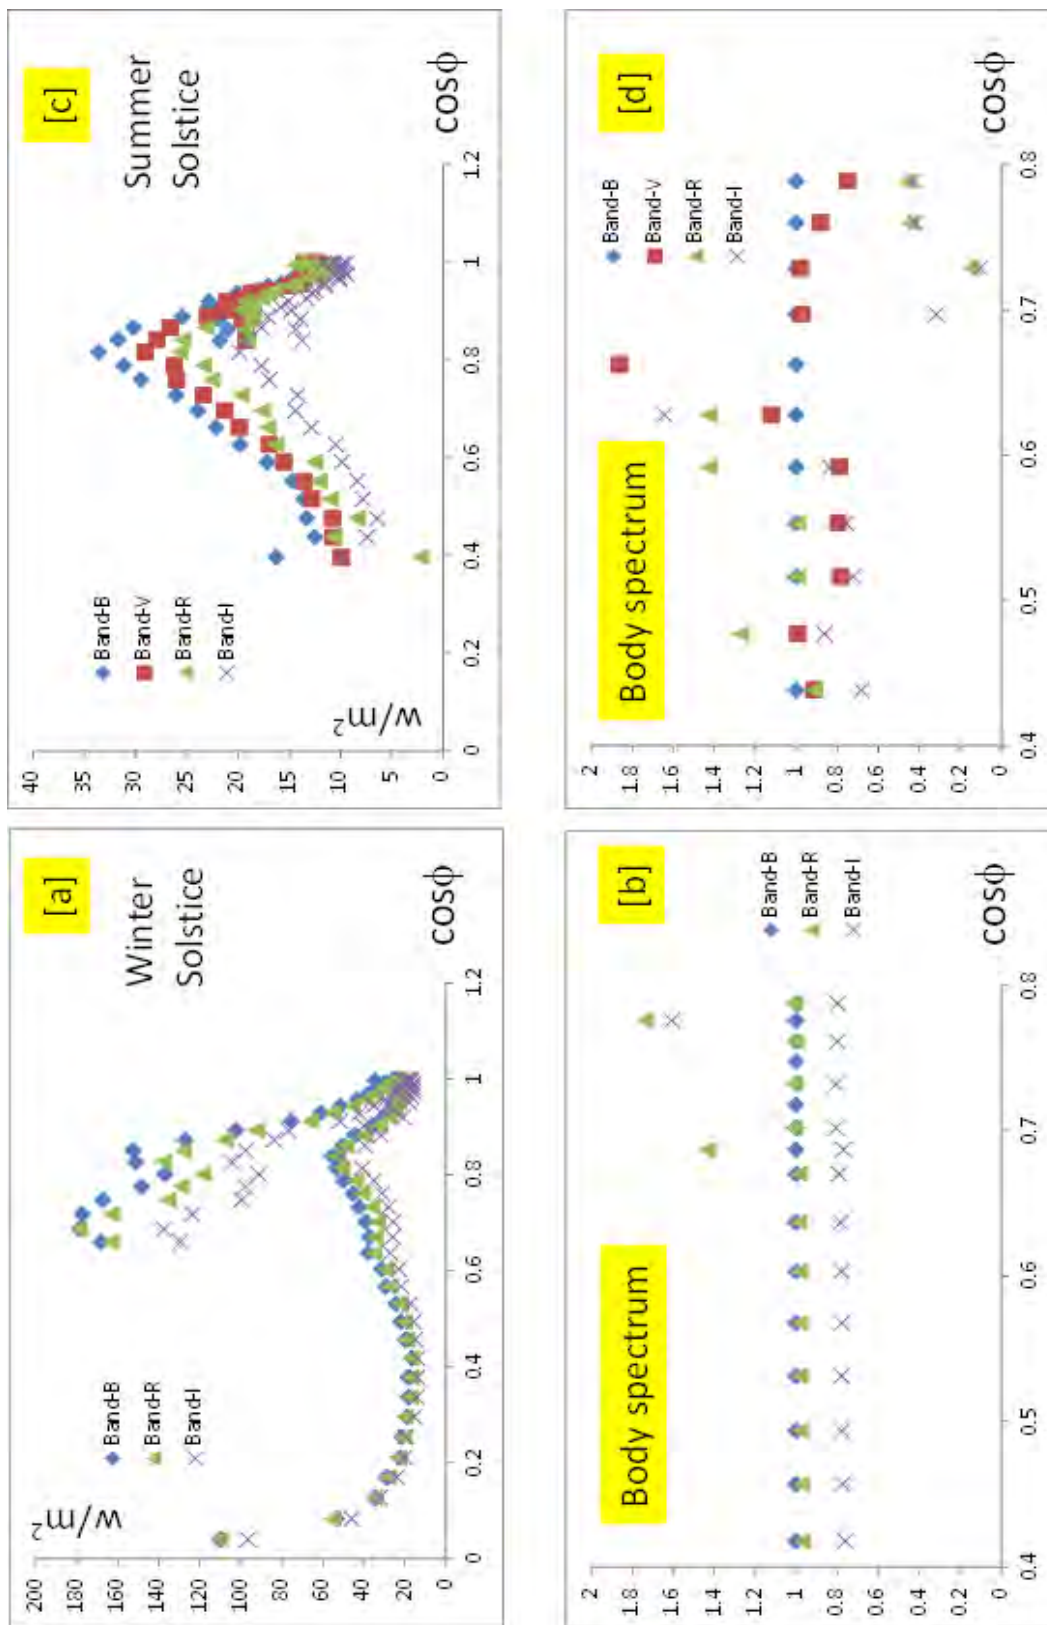 [a]
Winter
Solstice
w/m²
200
180
160
140
120
100
80
60
40
20
0
Band-B
Band-R
Band-I
0
0.2
0.4
0.6
0.8
1
1.2
cosϕ
[c]
Summer
Solstice
40
35
30
25
20
15
10
5
0
w/m²
Band-B
Band-V
Band-R
Band-I
0
0.2
0.4
0.6
0.8
1
1.2
cosϕ
[b]
Body spectrum
2
1.8
1.6
1.4
1.2
1
0.8
0.6
0.4
0.2
0
Band-B
Band-R
Band-I
0.4
0.5
0.6
0.7
0.8
cosϕ
[d]
Body spectrum
2
1.8
1.6
1.4
1.2
1
0.8
0.6
0.4
0.2
0
Band-B
Band-V
Band-R
Band-I
0.4
0.5
0.6
0.7
0.8
cosϕ